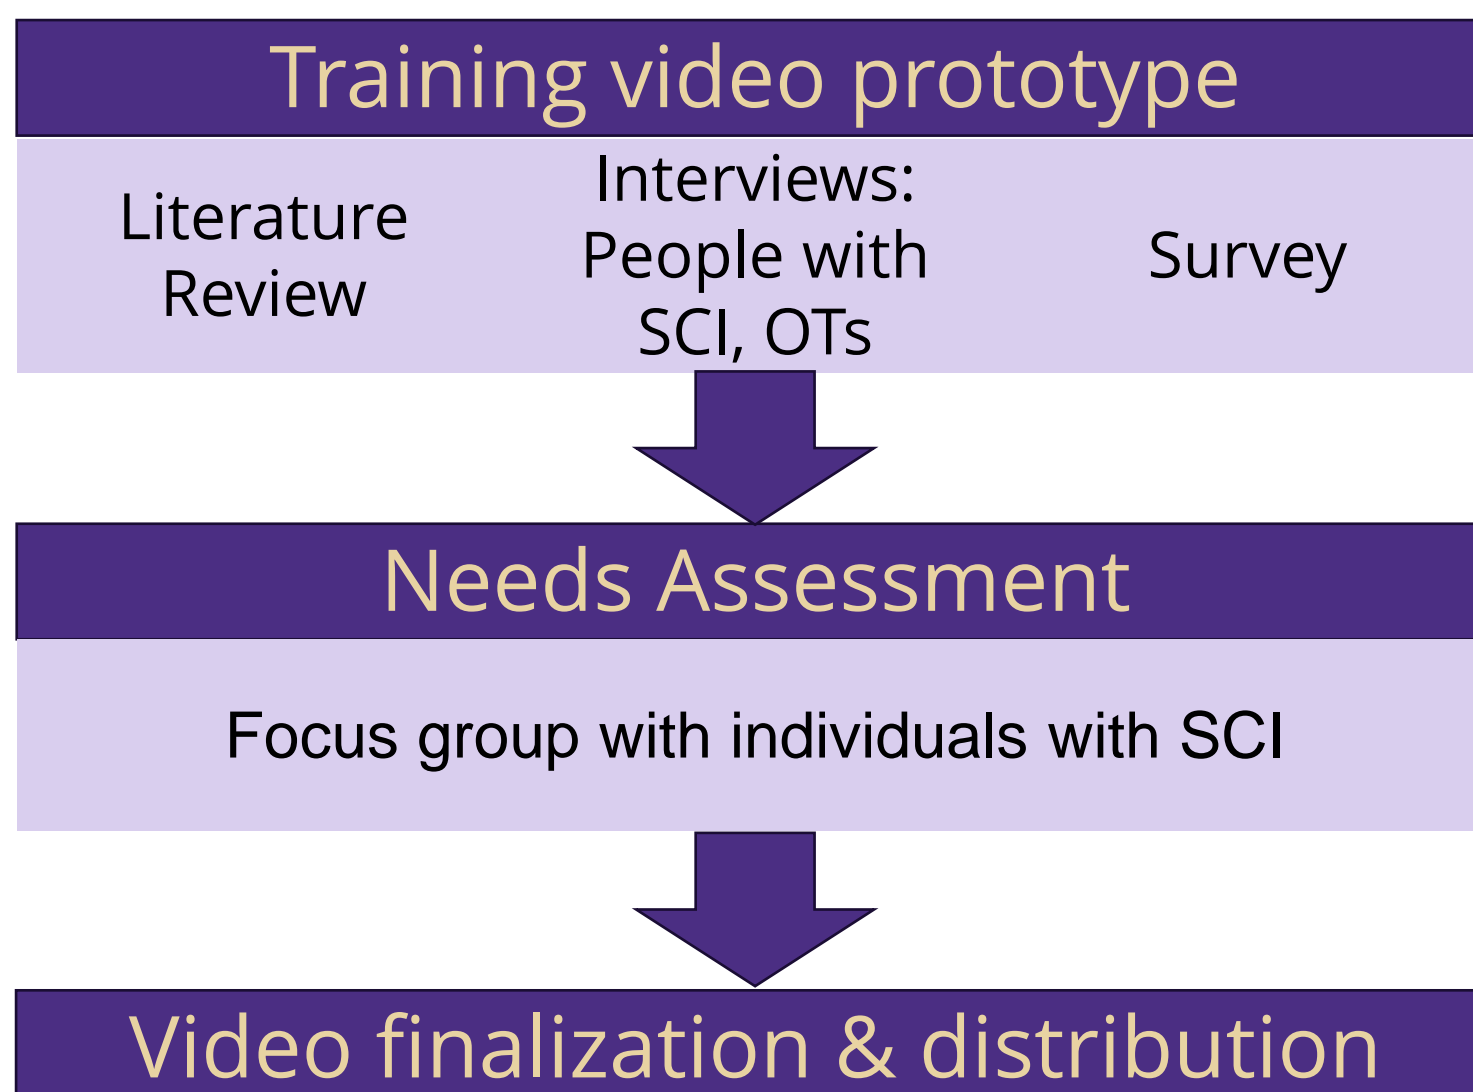 Training video prototype
Literature
Review
Interviews:
People with
SCI, OTs
Survey
Needs Assessment
Focus group with individuals with SCI
Video finalization & distribution